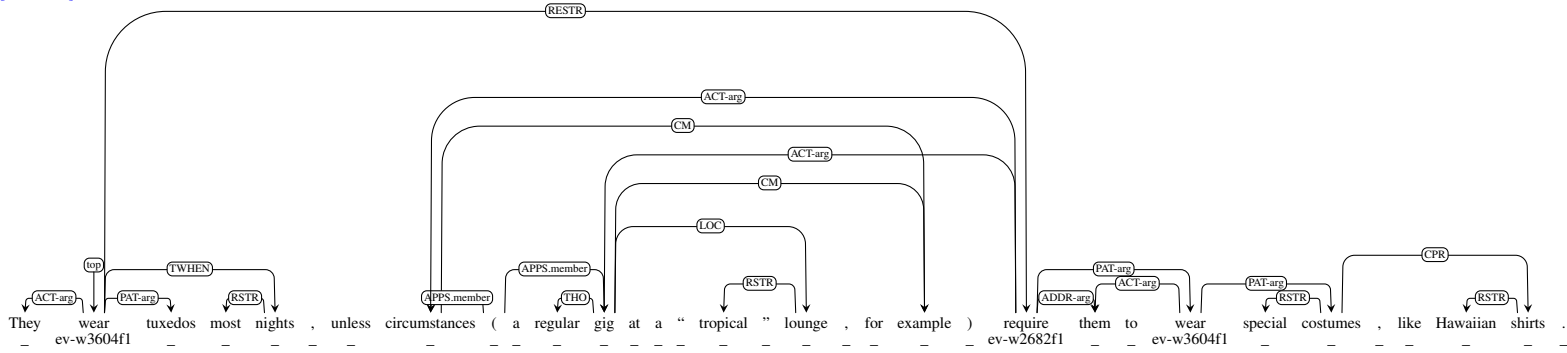 RESTR
ACT-arg
CM
ACT-arg
CM
LOC
CPR
top TWHEN APPS.member PAT-arg
RSTR ACT-arg PAT-arg
ACT-arg PAT-arg RSTR APPS.member THO ADDR-arg RSTR RSTR
They wear tuxedos most nights , unless circumstances ( a regular gig at a “ tropical ” lounge , for example ) require them to wear special costumes , like Hawaiian shirts .
_ ev-w3604f1 _ _ _ _ _ _ _ _ _ _ _ _ _ _ _ _ _ _ _ _ ev-w2682f1 _ _ ev-w3604f1 _ _ _ _ _ _ _